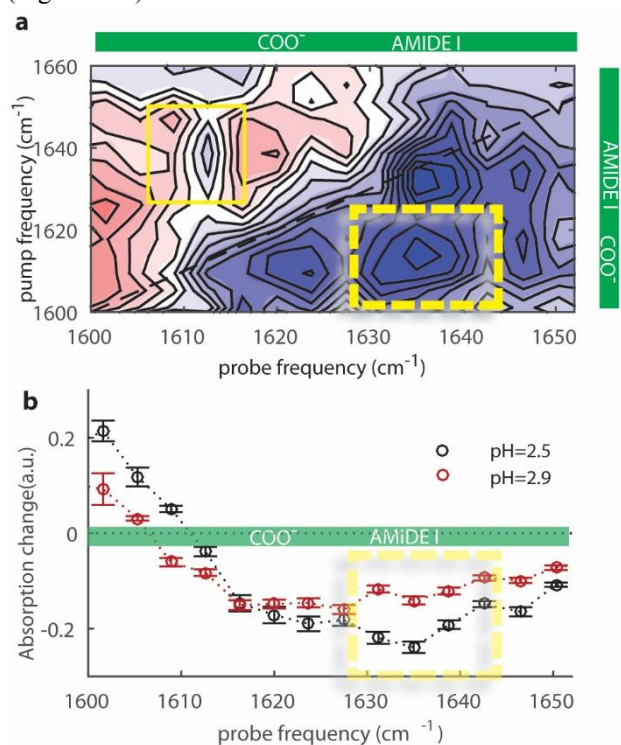 a
COO⁻ AMIDE I
1660
1640
1620
1600
pump frequency (cm⁻¹)
AMIDE I
COO⁻
1600 1610 1620 1630 1640 1650
probe frequency (cm⁻¹)
b
0.2
0
-0.2
Absorption change(a.u.)
pH=2.5
pH=2.9
COO⁻ AMiDE I
1600 1610 1620 1630 1640 1650
probe frequency (cm ⁻¹)